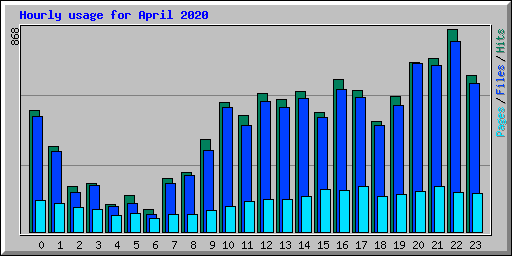 Hourly usage for April 2020
868
Pages/Files/Hits
0 1 2 3 4 5 6 7 8 9 10 11 12 13 14 15 16 17 18 19 20 21 22 23